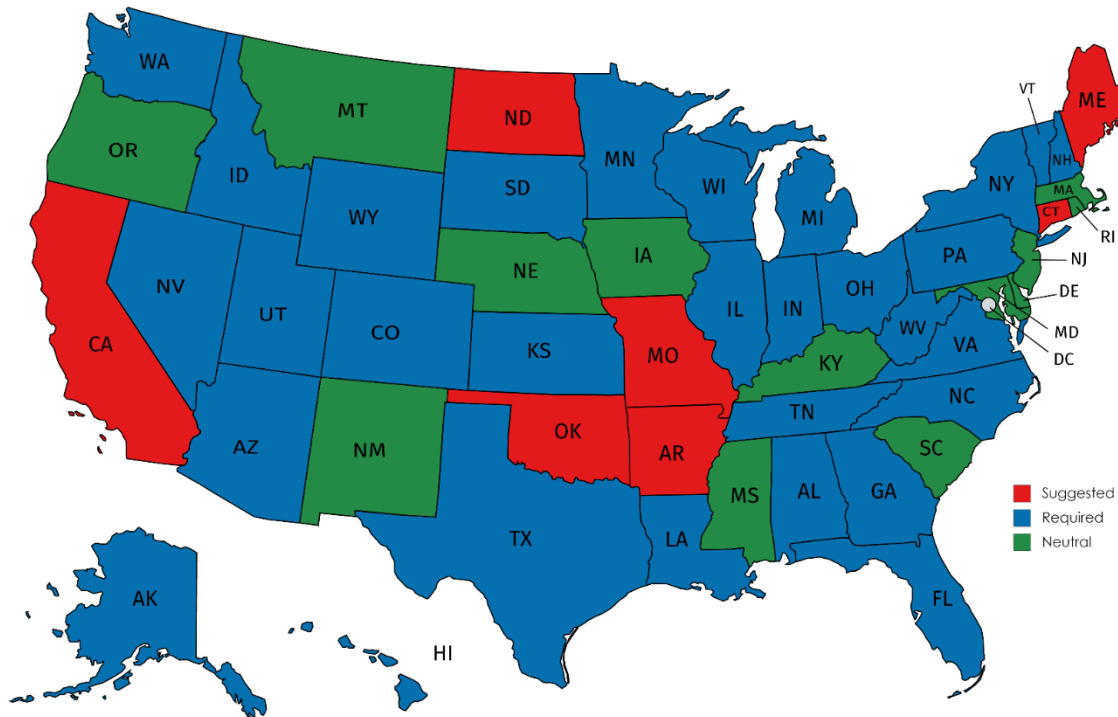 WA
MT
ND
ME
VT
OR
MN
ID
SD
WI
NH
NY
MA
WY
MI
CT
RI
NE
IA
PA
NJ
NV
OH
DE
UT
IL
IN
CO
WV
MD
CA
KS
MO
VA
KY
DC
NC
TN
OK
AZ
NM
AR
SC
MS
AL
GA
Suggested
Required
TX
LA
Neutral
FL
AK
HI